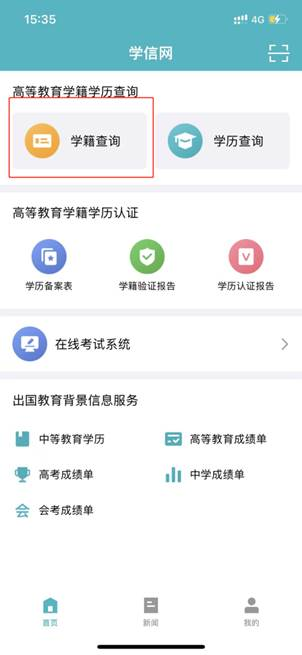 15:35
4G
学信网
高等教育学籍学历查询
学籍查询
学历查询
高等教育学籍学历认证
学历备案表
学籍验证报告
学历认证报告
在线考试系统
出国教育背景信息服务
中等教育学历
高等教育成绩单
高考成绩单
中学成绩单
会
会考成绩单
首页
新闻
我的